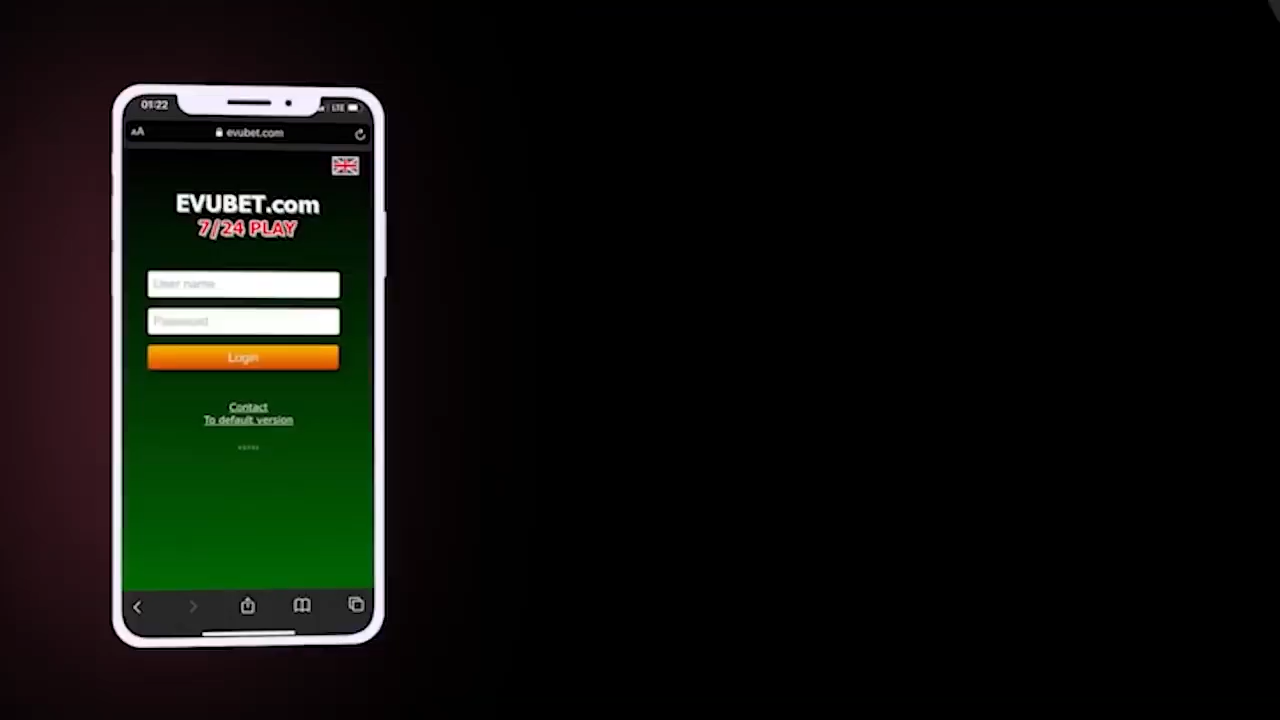 01:22
LTE
AA
evubet.com
EVUBET.com
7/24 PLAY
User name
Password
Login
Contact
To default version